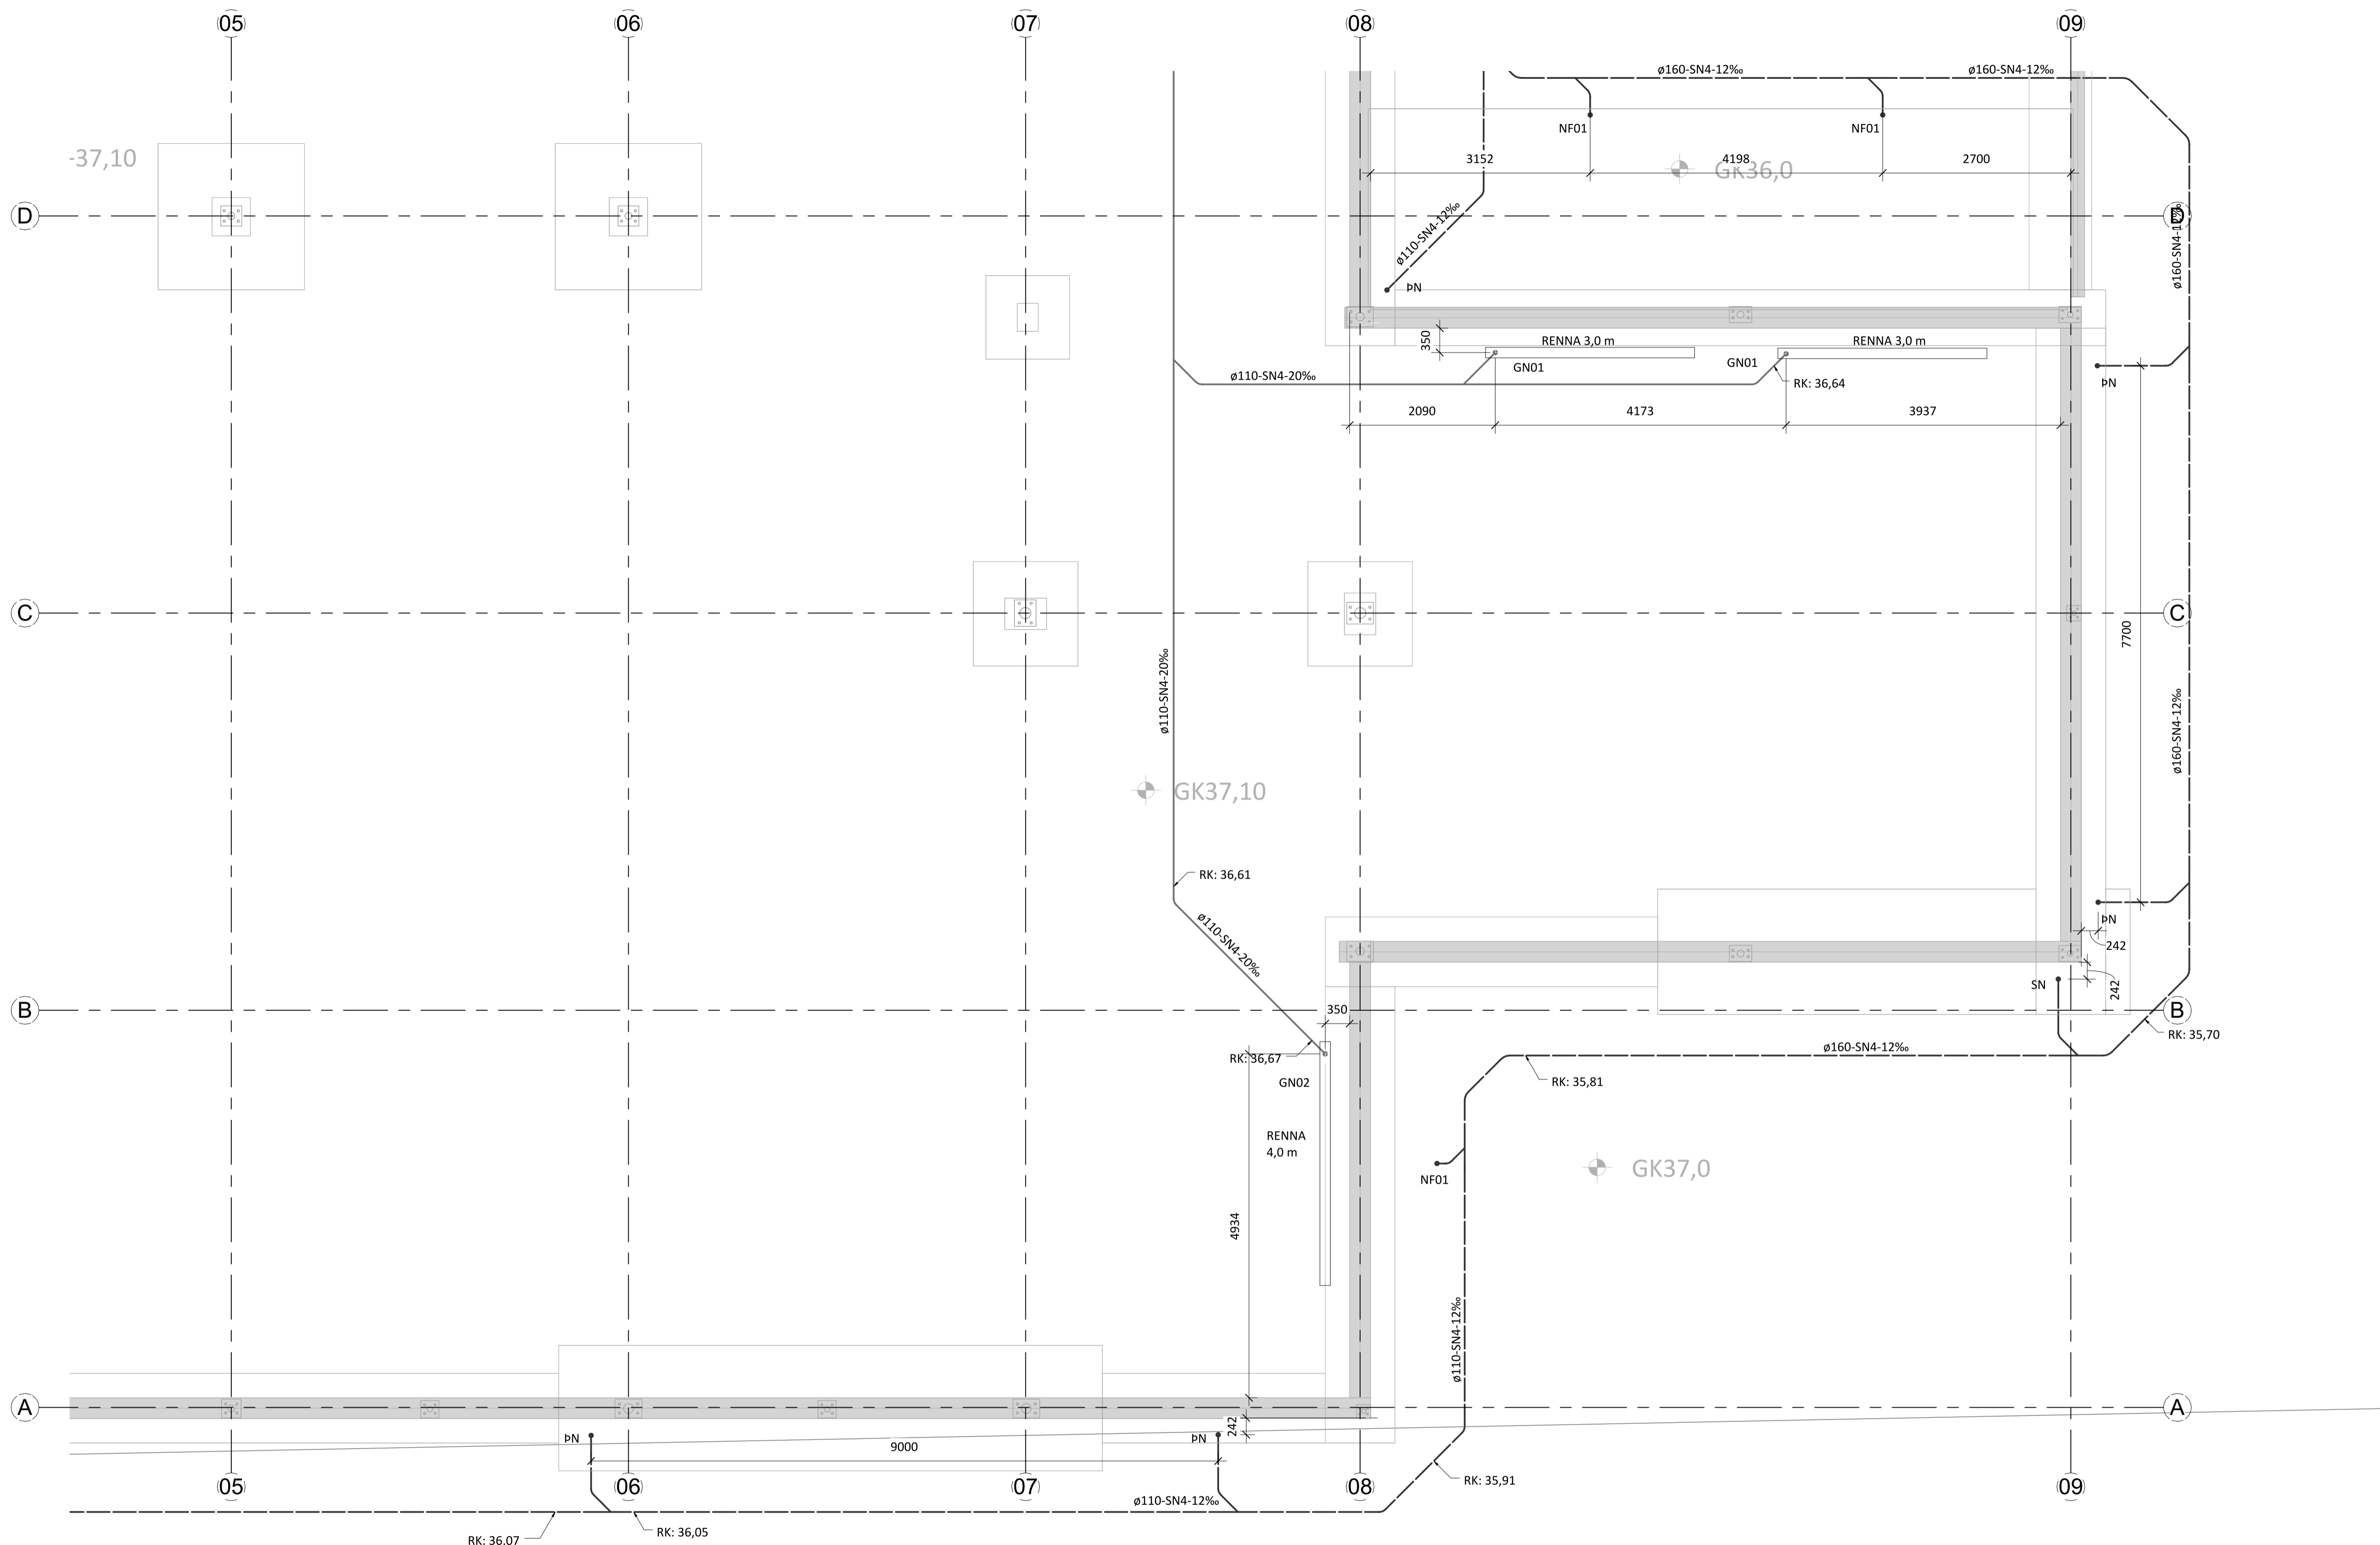 05
06
07
08
09
ø160-SN4-12‰
ø160-SN4-12‰
NF01
NF01
-37,10
3152
4198
2700
GK36,0
D
D
ø110-SN4-12‰
ø160-SN4-12‰
ÞN
350
RENNA 3,0 m
RENNA 3,0 m
GN01
GN01
ø110-SN4-20‰
RK: 36,64
ÞN
2090
4173
3937
C
C
7700
ø110-SN4-20‰
ø160-SN4-12‰
GK37,10
RK: 36,61
ø110-SN4-20‰
ÞN
242
SN
242
B
B
350
RK: 35,70
RK: 36,67
ø160-SN4-12‰
GN02
RK: 35,81
RENNA
4,0 m
GK37,0
NF01
4934
ø110-SN4-12‰
A
A
242
ÞN
9000
ÞN
RK: 35,91
05
06
07
08
09
ø110-SN4-12‰
RK: 36,07
RK: 36,05